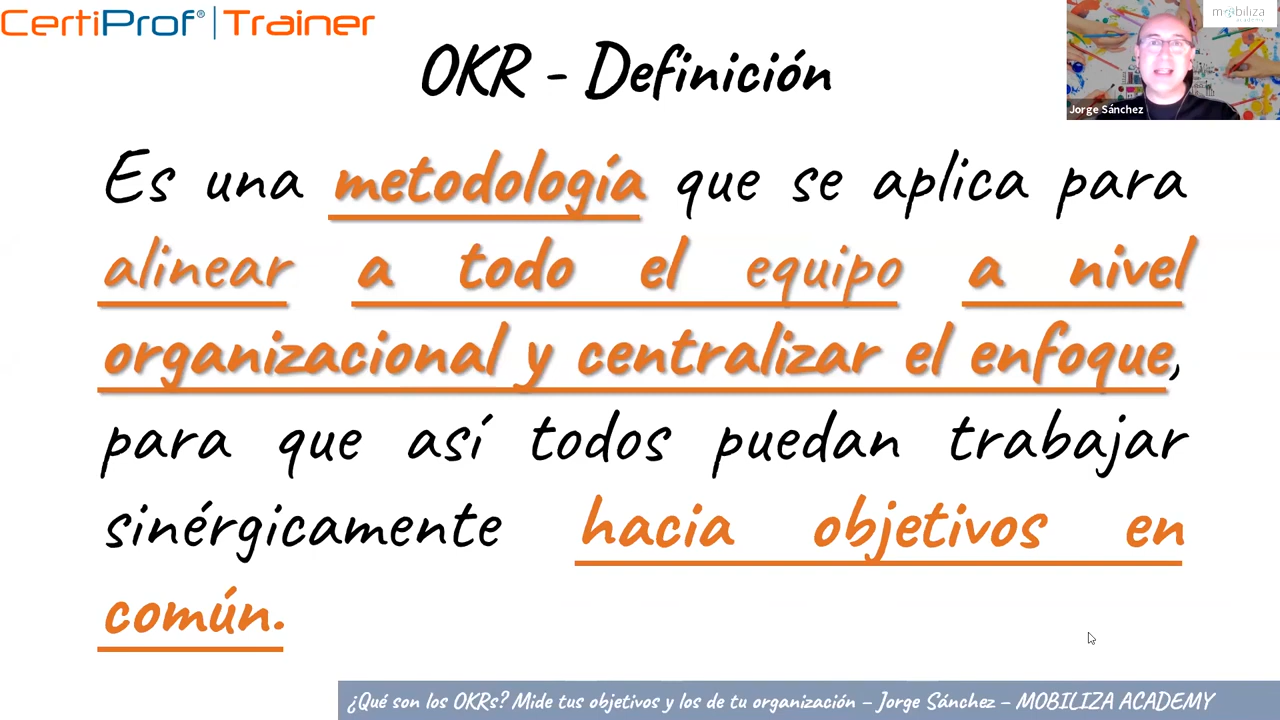 CertiProf® | Trainer
mobiliza
academy
OKR - Definición
Jorge Sánchez
Es una metodología que se aplica para
alinear a todo el equipo a nivel
organizacional y centralizar el enfoque,
para que así todos puedan trabajar
sinérgicamente hacia objetivos en
común.
¿Qué son los OKRs? Mide tus objetivos y los de tu organización – Jorge Sánchez – MOBILIZA ACADEMY